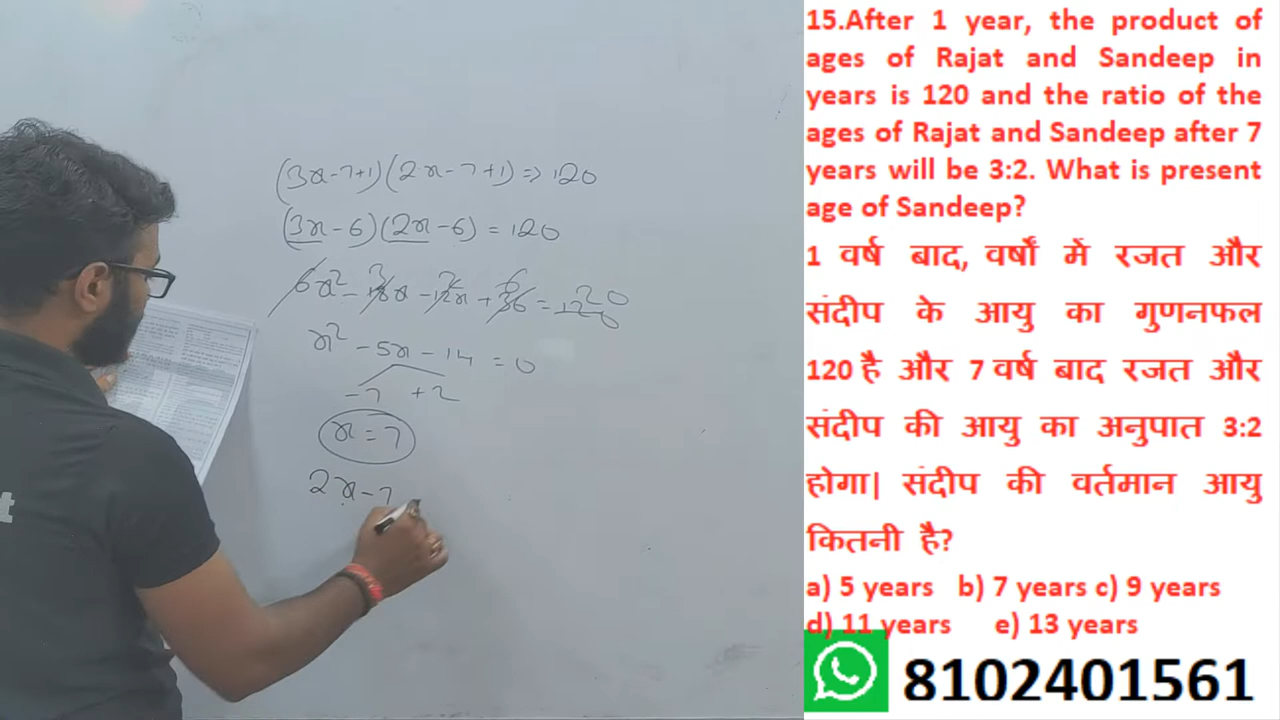 (3x-7+1)(2x-7+1)=>120
(3x-6)(2x-6)=120
6x²-18x-12x+36=120
3 2 6 20
x²-5x-14=0
-7 +2
x=7
2x-7
t
15.After 1 year, the product of
ages of Rajat and Sandeep in
years is 120 and the ratio of the
ages of Rajat and Sandeep after 7
years will be 3:2. What is present
age of Sandeep?
1 वर्ष बाद, वर्षों मे रजत और
संदीप के आयु का गुणनफल
120 है और 7 वर्ष बाद रजत और
संदीप की आयु का अनुपात 3:2
होगा| संदीप की वर्तमान आयु
कितनी है?
a) 5 years b) 7 years c) 9 years
d) 11 years e) 13 years
8102401561